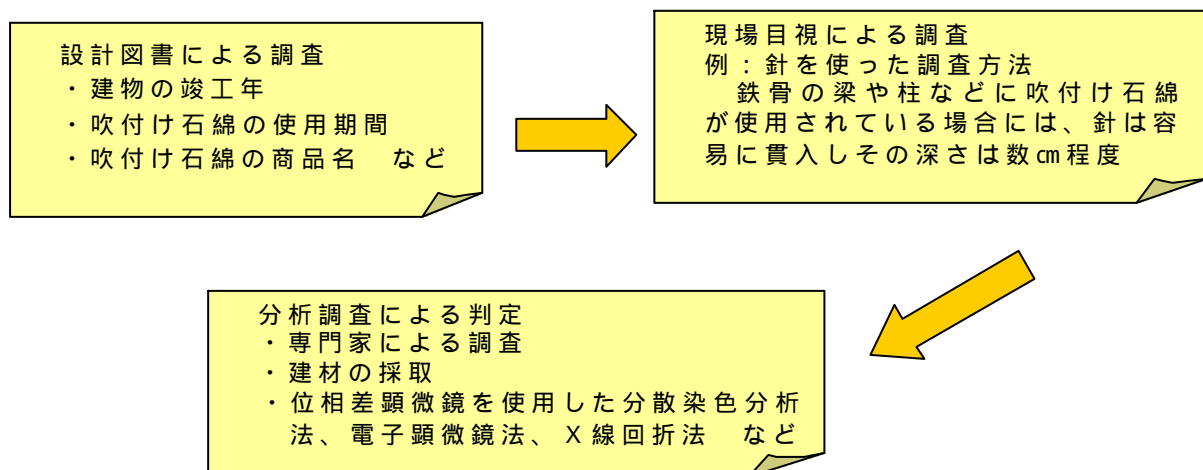 設計図書による調査
・建物の竣工年
・吹付け石綿の使用期間
・吹付け石綿の商品名　など
現場目視による調査
例：針を使った調査方法
　鉄骨の梁や柱などに吹付け石綿
が使用されている場合には、針は容
易に貫入しその深さは数㎝程度
分析調査による判定
・専門家による調査
・建材の採取
・位相差顕微鏡を使用した分散染色分析
法、電子顕微鏡法、Ｘ線回折法　など